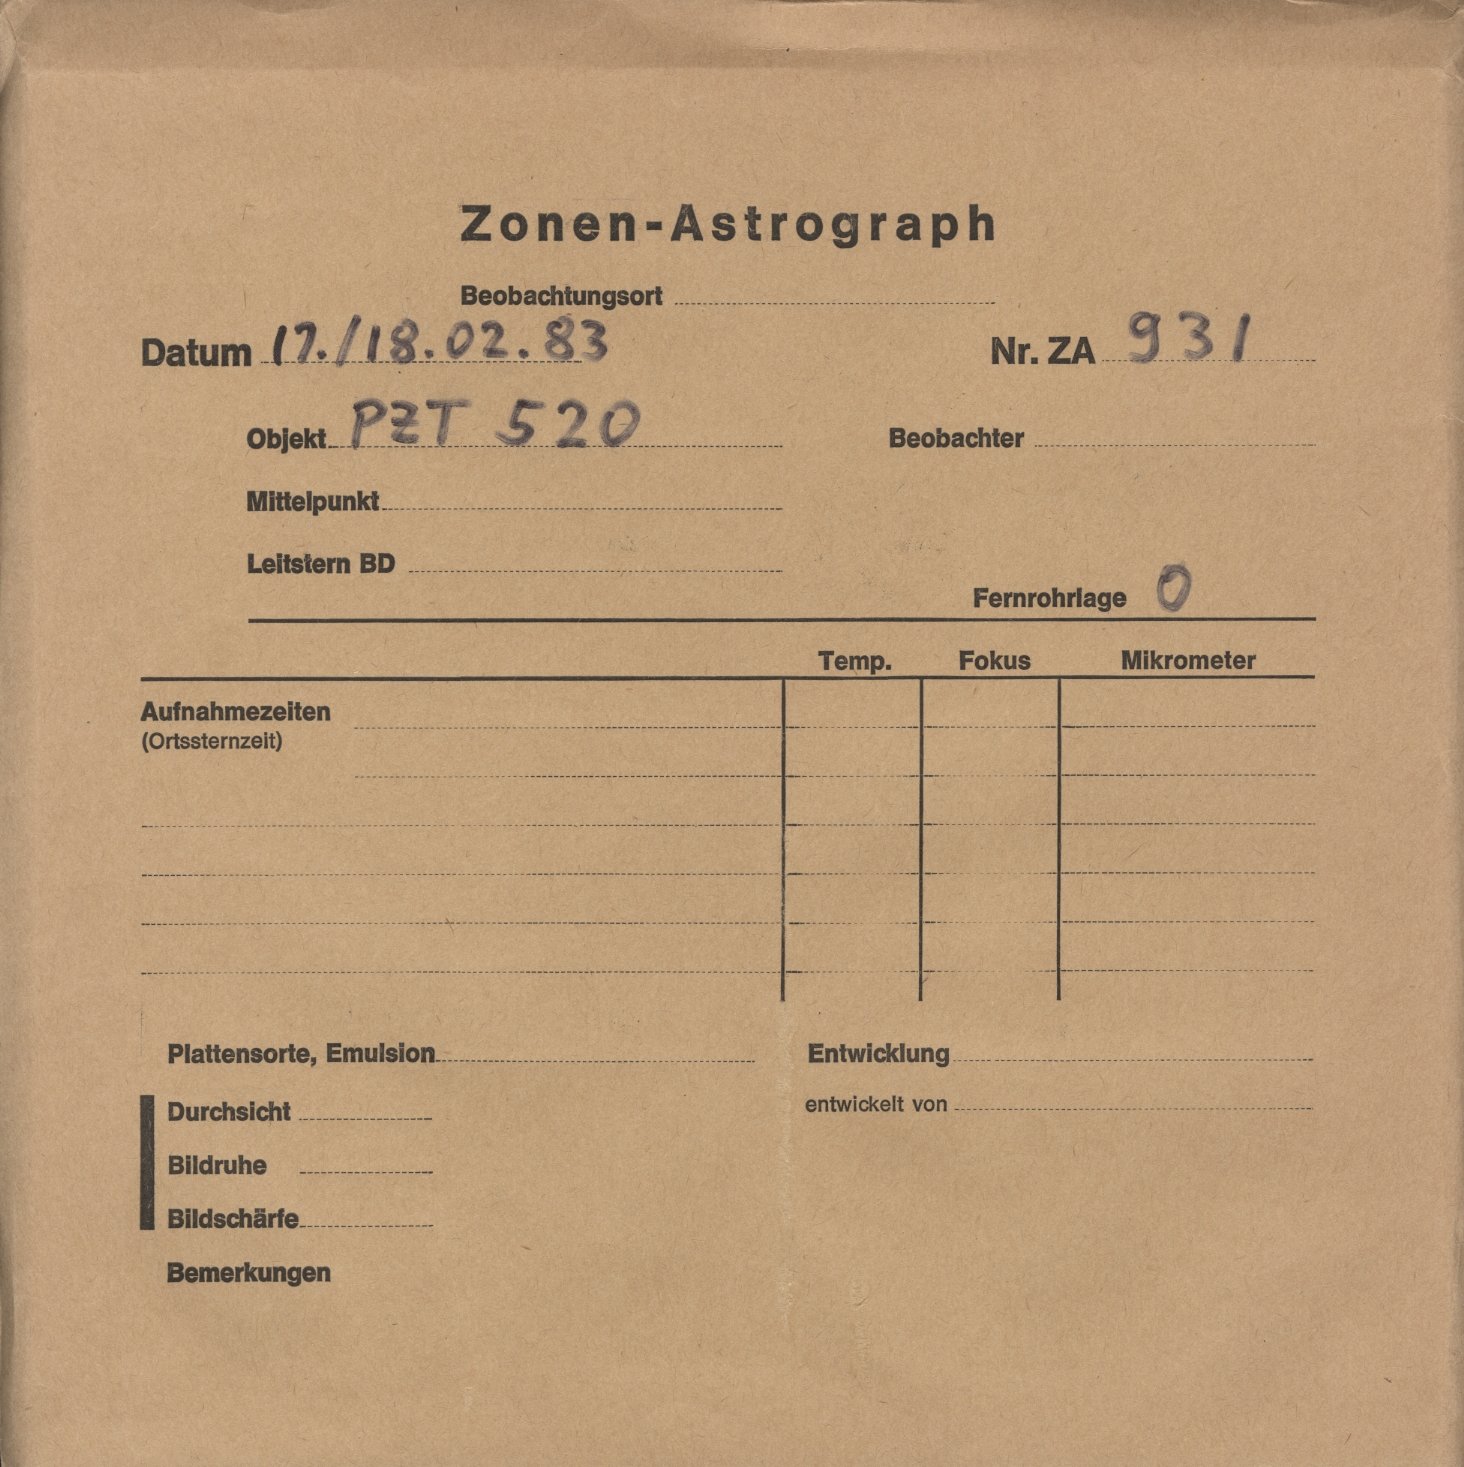 Zonen-Astrograph
Beobachtungsort
Datum 17./18.02.83 Nr. ZA 931
Objekt PZT 520 Beobachter
Mittelpunkt
Leitstern BD
Fernrohrlage O
Temp. Fokus Mikrometer
Aufnahmezeiten
(Ortssternzeit)
Plattensorte, Emulsion Entwicklung
Durchsicht entwickelt von
Bildruhe
Bildschärfe
Bemerkungen